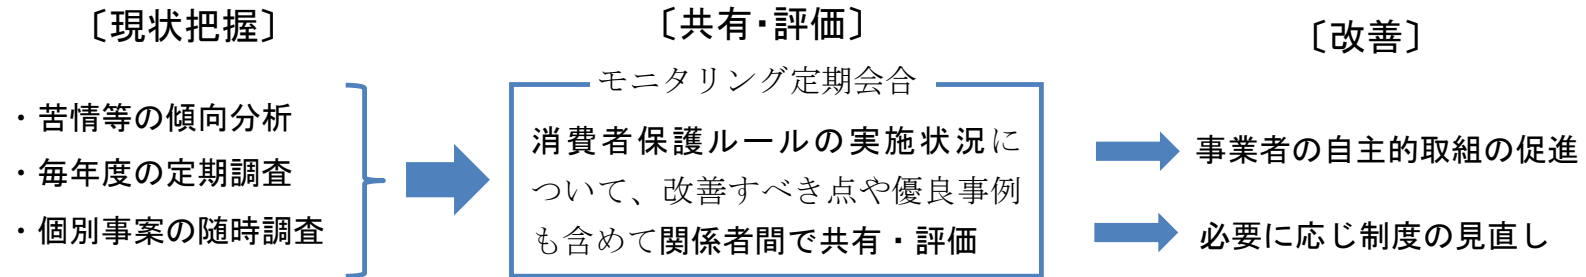 〔現状把握〕
・苦情等の傾向分析
・毎年度の定期調査
・個別事案の随時調査
〔共有・評価〕
モニタリング定期会合
消費者保護ルールの実施状況に
ついて、改善すべき点や優良事例
も含めて関係者間で共有・評価
〔改善〕
事業者の自主的取組の促進
必要に応じ制度の見直し